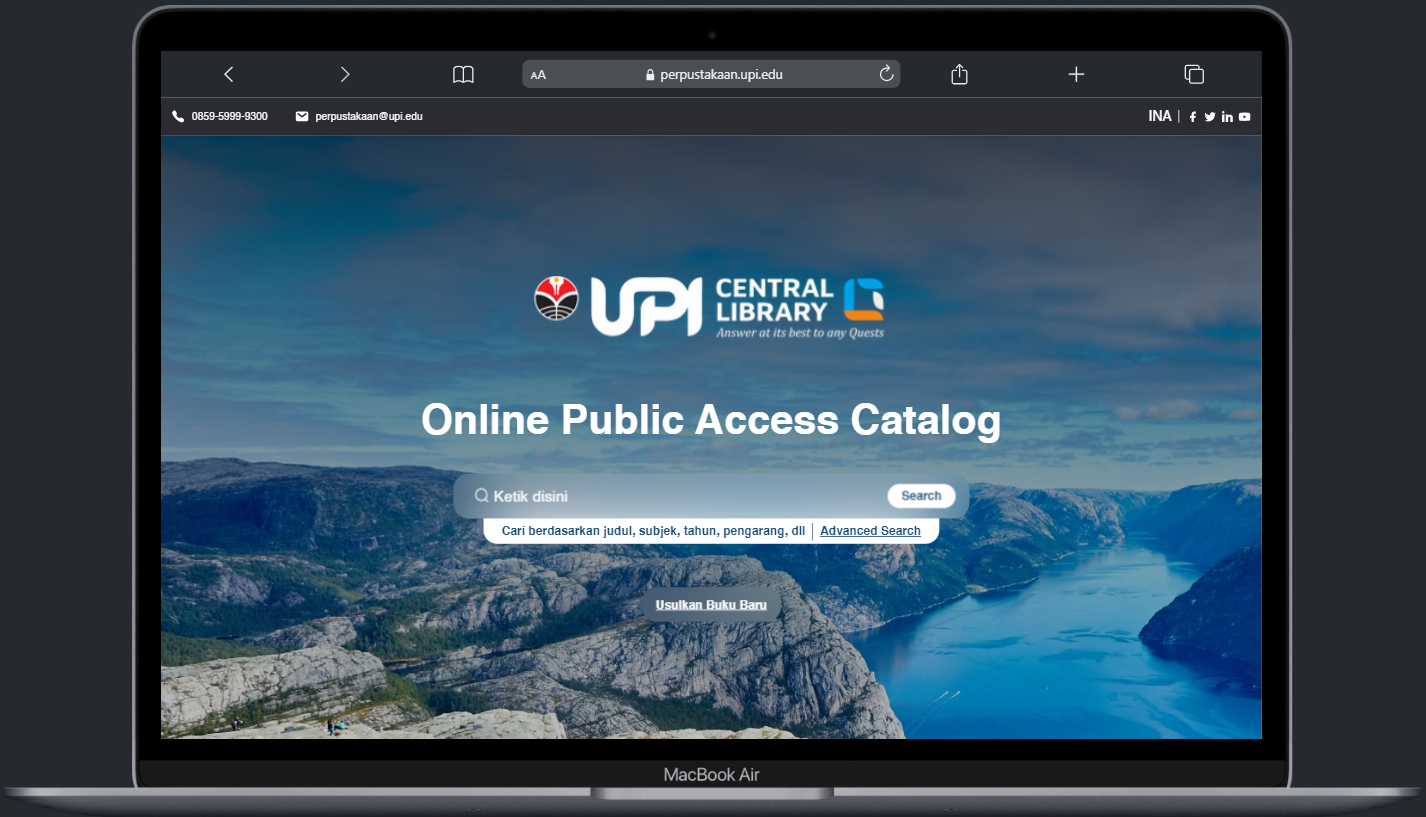 AA perpustakaan.upi.edu
0859-5999-9300 perpustakaan@upi.edu INA |
UPI CENTRAL LIBRARY
Answer at its best to any Quests
Online Public Access Catalog
Ketik disini Search
Cari berdasarkan judul, subjek, tahun, pengarang, dll | Advanced Search
Usulkan Buku Baru
MacBook Air